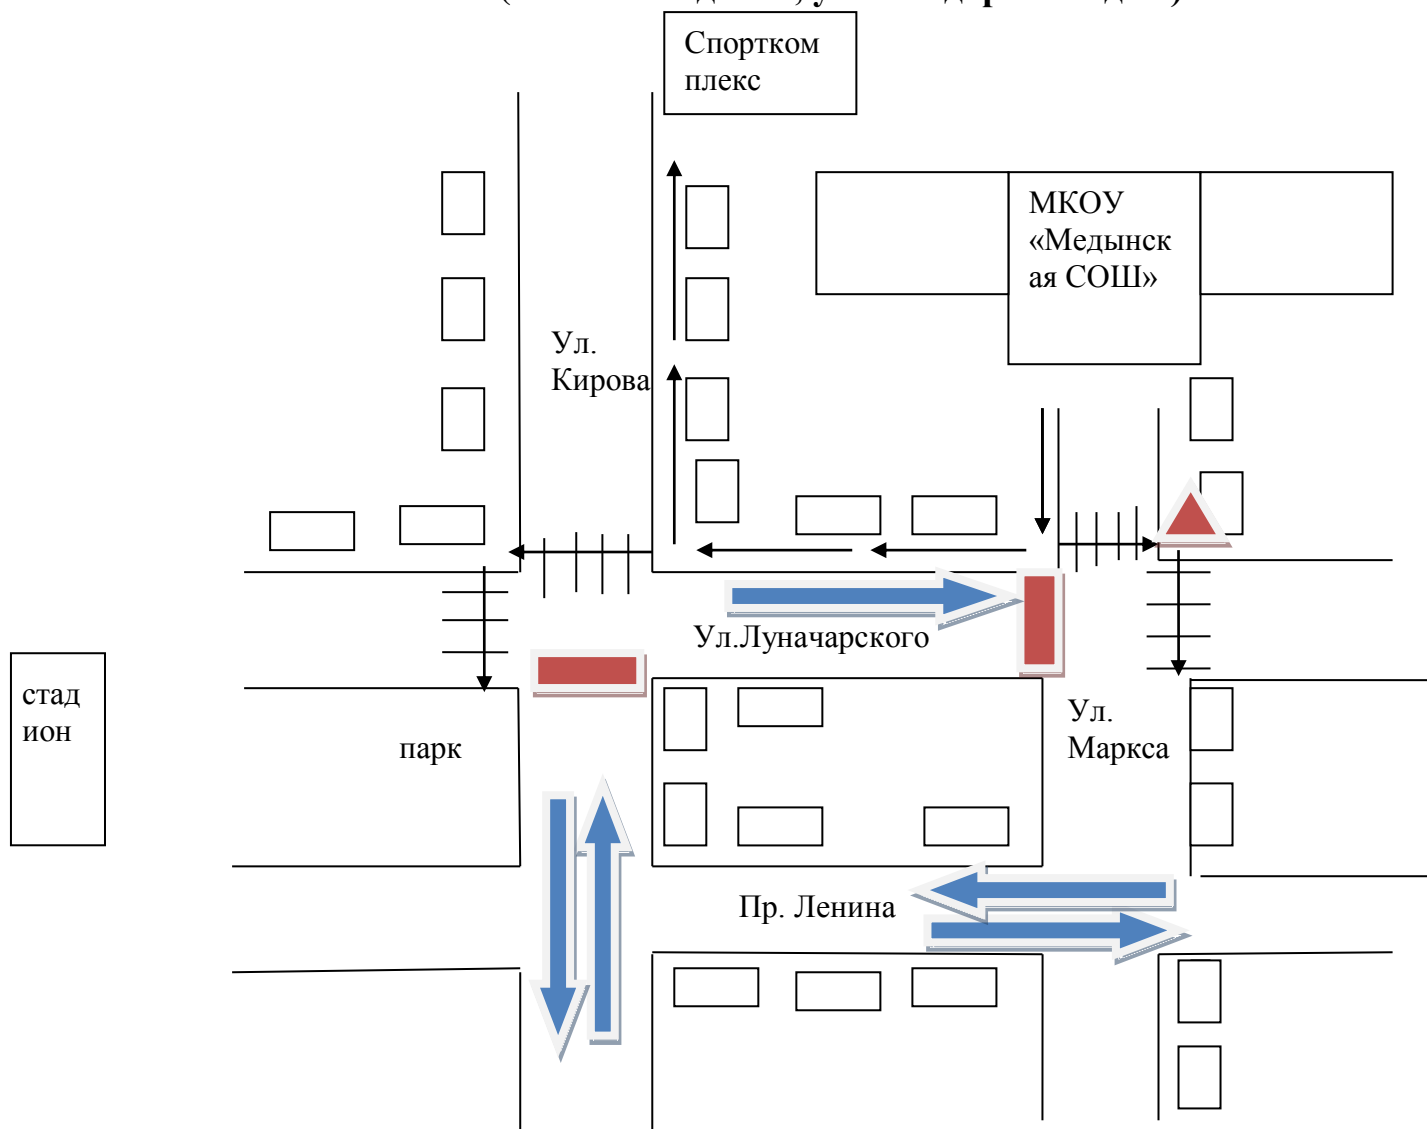 Спортком
плекс
МКОУ
«Медынск
ая СОШ»
Ул.
Кирова
Ул.Луначарского
стад
ион
парк
Ул.
Маркса
Пр. Ленина